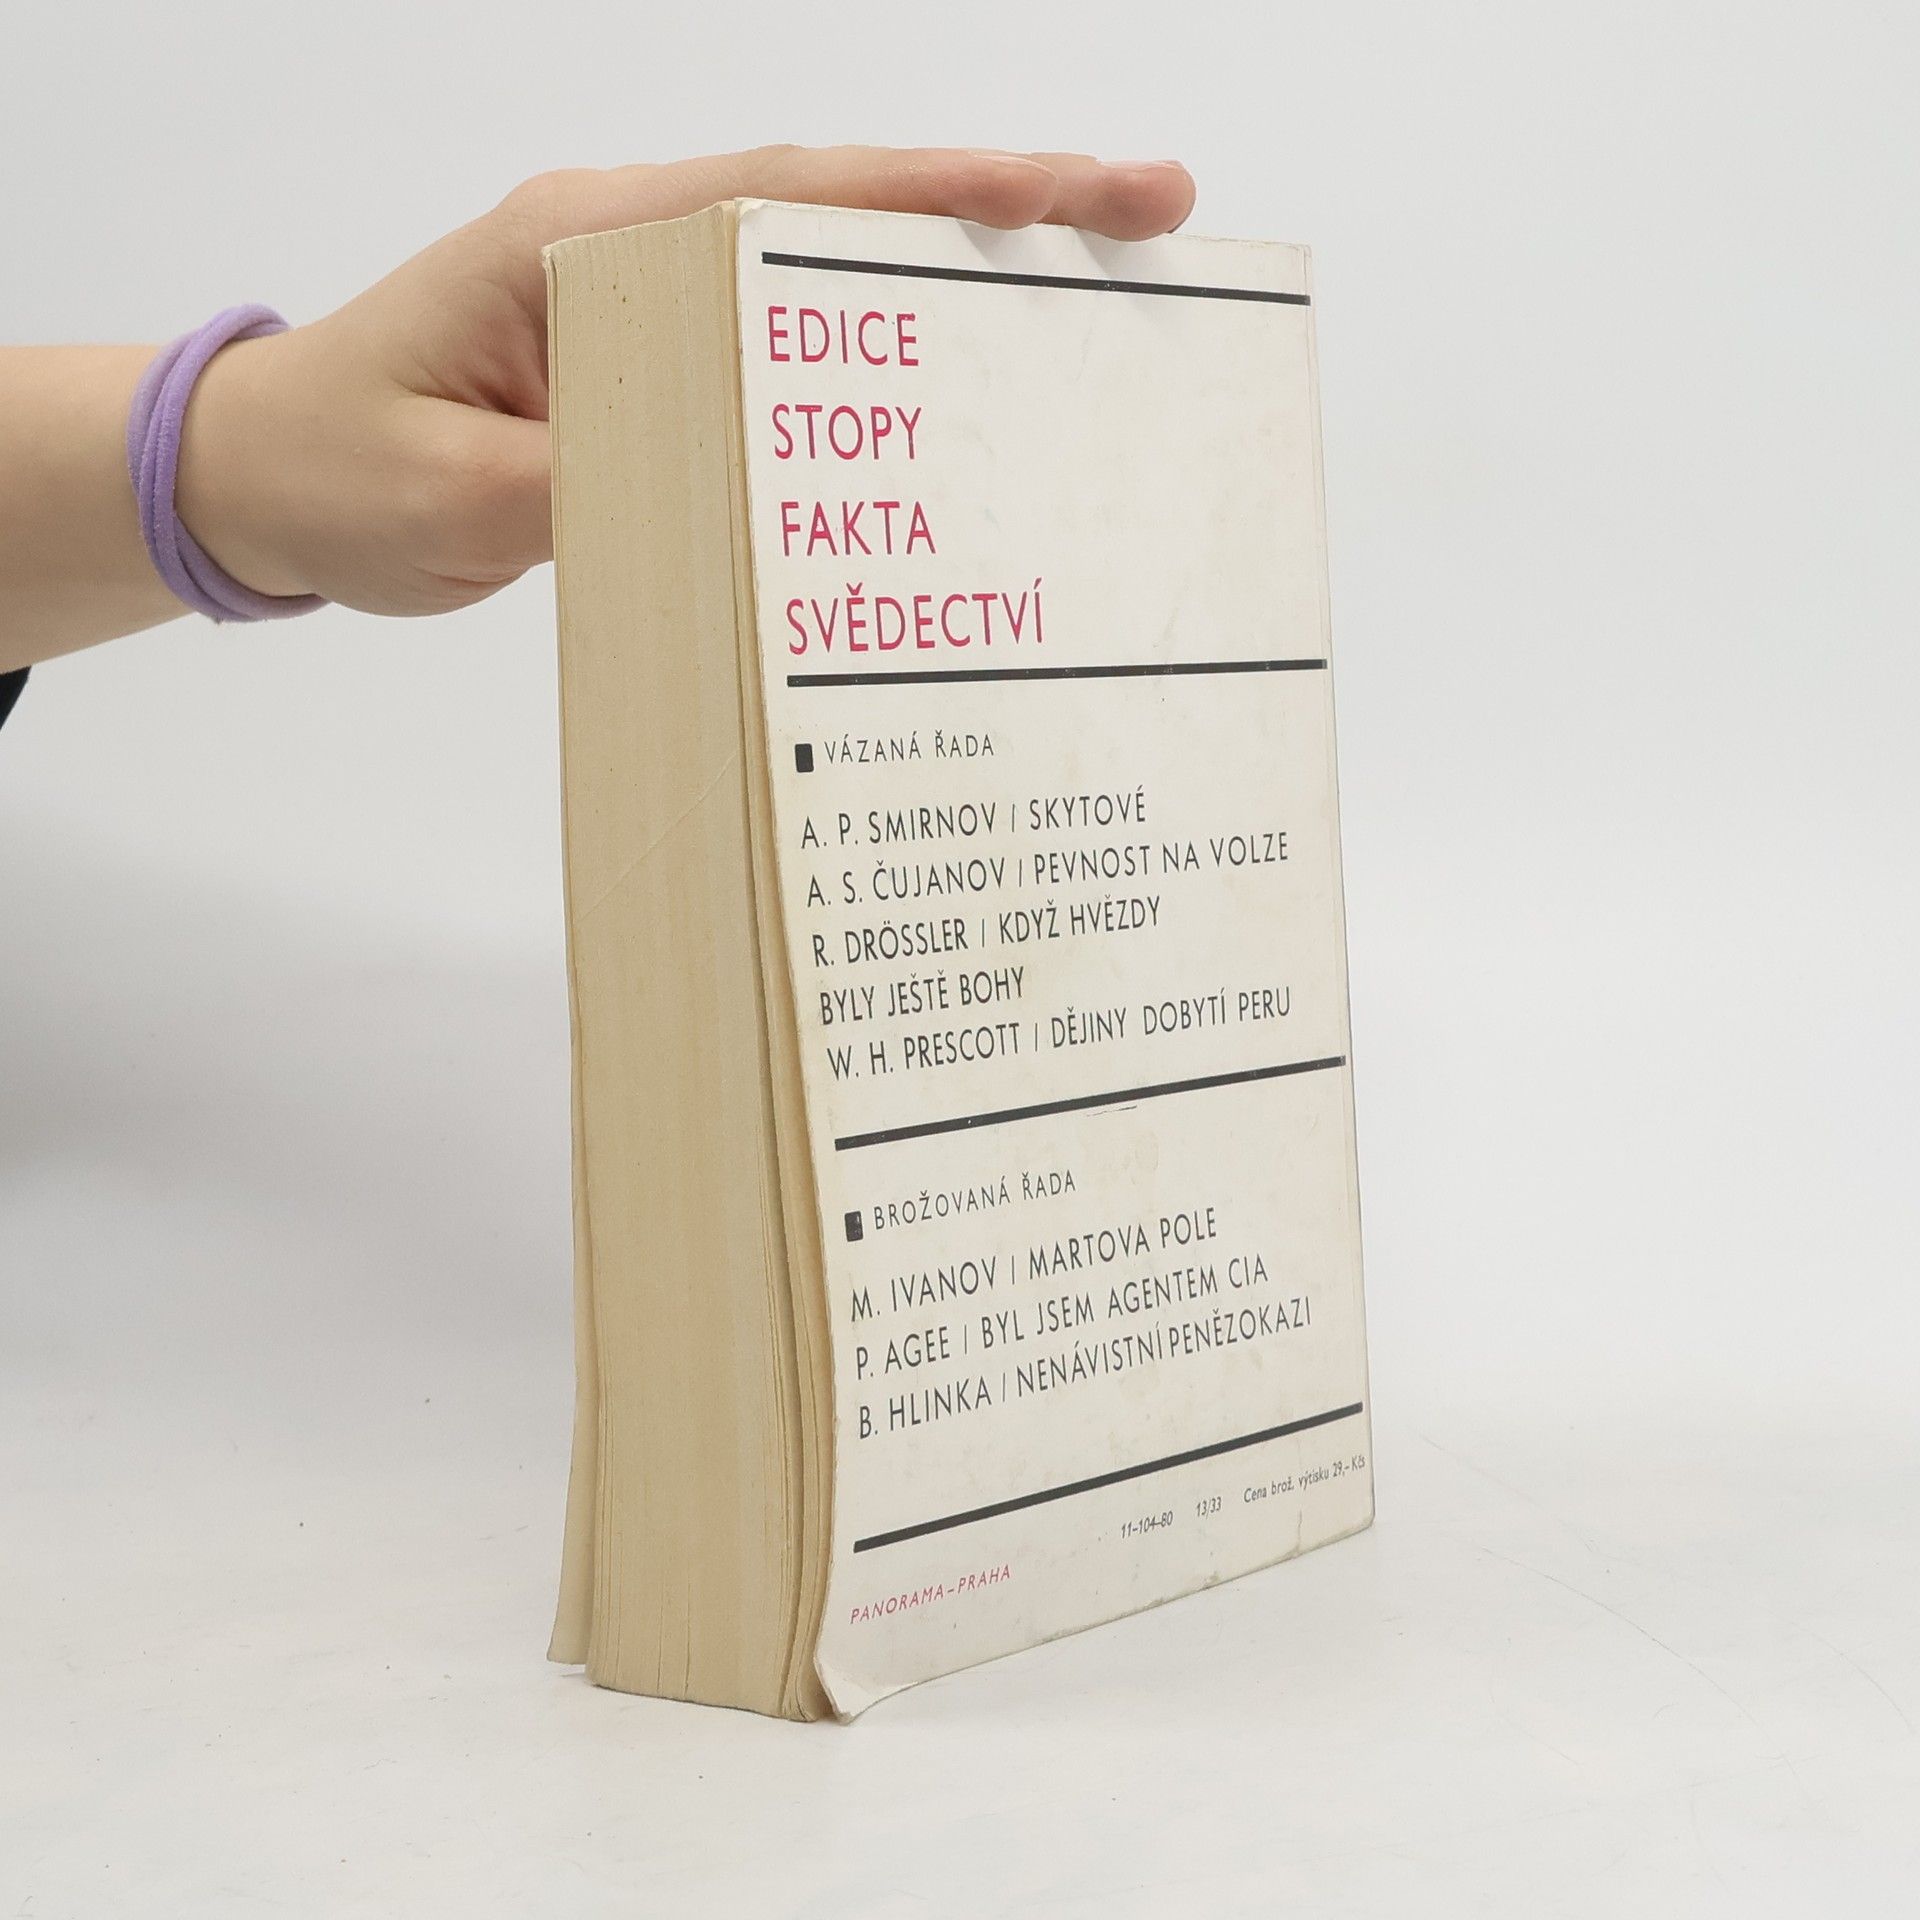 EDICE
STOPY
FAKTA
SVĚDECTVÍ
VÁZANÁ ŘADA
A. P. SMIRNOV / SKYTOVÉ
A. S. ČUJANOV / PEVNOST NA VOLZE
R. DRÖSSLER / KDYŽ HVĚZDY
BYLY JEŠTĚ BOHY
W. H. PRESCOTT / DĚJINY DOBYTÍ PERU
BROŽOVANÁ ŘADA
M. IVANOV / MARTOVA POLE
P. AGEE / BYL JSEM AGENTEM CIA
B. HLINKA / NENÁVISTNÍ PENĚZOKAZI
11-104-80 13/33 Cena brož. výtisku 29,- Kčs
PANORAMA-PRAHA